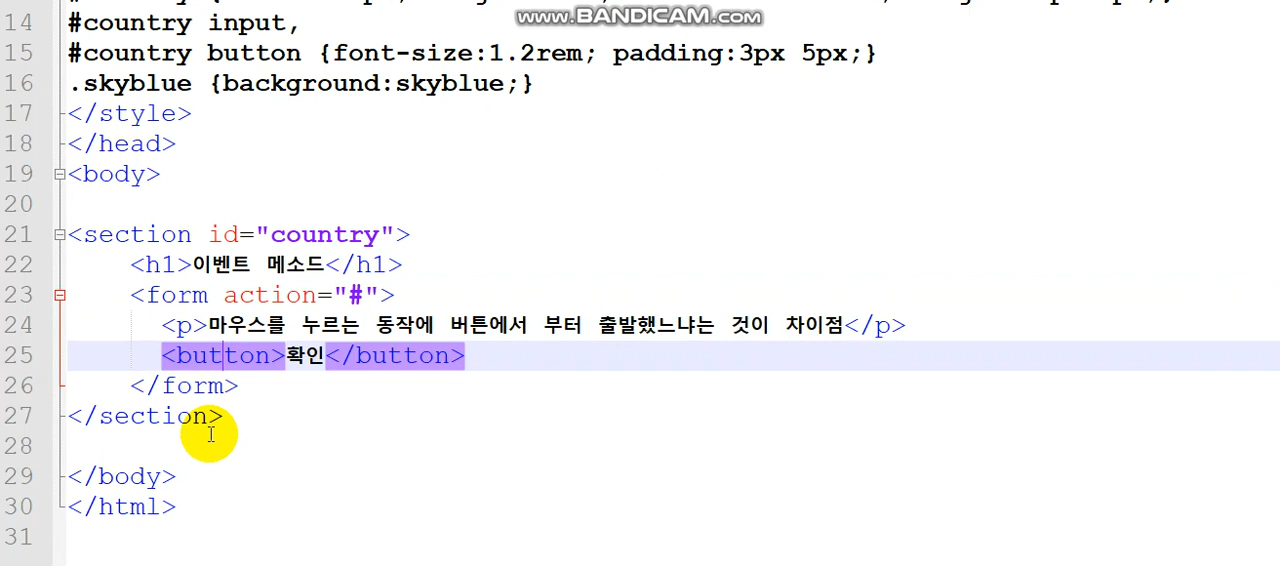 www.BANDICAM.com
14 #country input,
15 #country button {font-size:1.2rem; padding:3px 5px;}
16 .skyblue {background:skyblue;}
17 </style>
18 </head>
19 <body>
20
21 <section id="country">
22 <h1>이벤트 메소드</h1>
23 <form action="#">
24 <p>마우스를 누르는 동작에 버튼에서 부터 출발했느냐는 것이 차이점</p>
25 <button>확인</button>
26 </form>
27 </section>
28
29 </body>
30 </html>
31